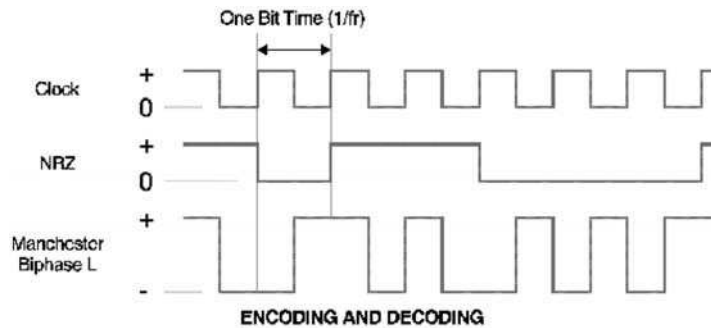 One Bit Time (1/fr)
Clock
+
0
NRZ
+
0
Manchester
Biphase L
+
-
ENCODING AND DECODING